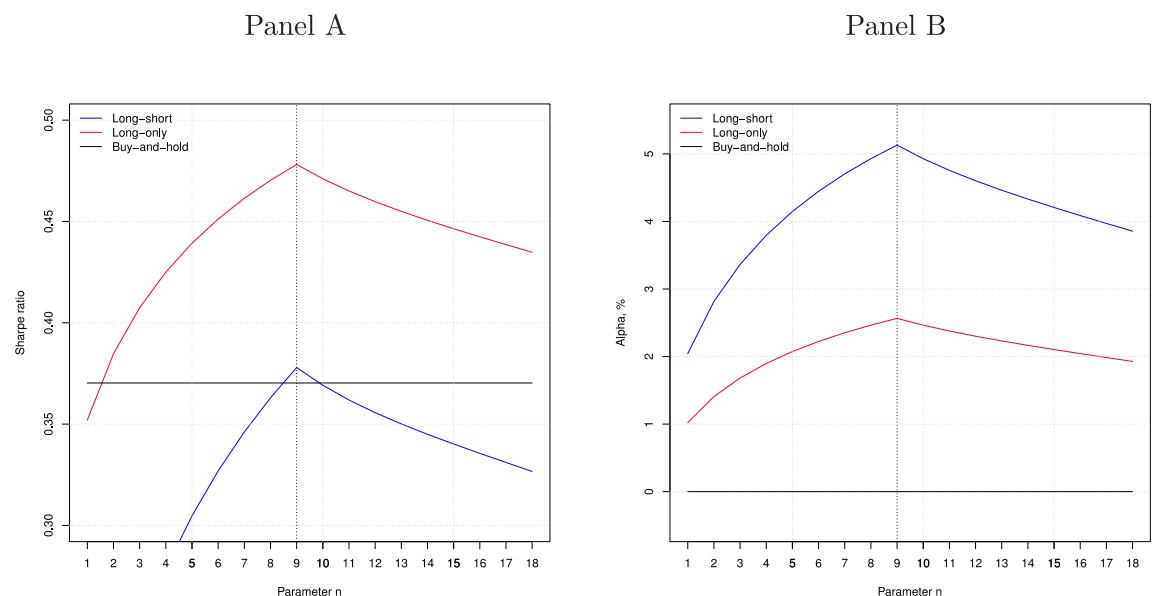 Panel A
Panel B
Long−short
Long−only
Buy−and−hold
0.50
0.45
0.40
0.35
0.30
Sharpe ratio
1 2 3 4 5 6 7 8 9 10 11 12 13 14 15 16 17 18
Parameter n
Long−short
Long−only
Buy−and−hold
5
4
3
2
1
0
Alpha, %
1 2 3 4 5 6 7 8 9 10 11 12 13 14 15 16 17 18
Parameter n